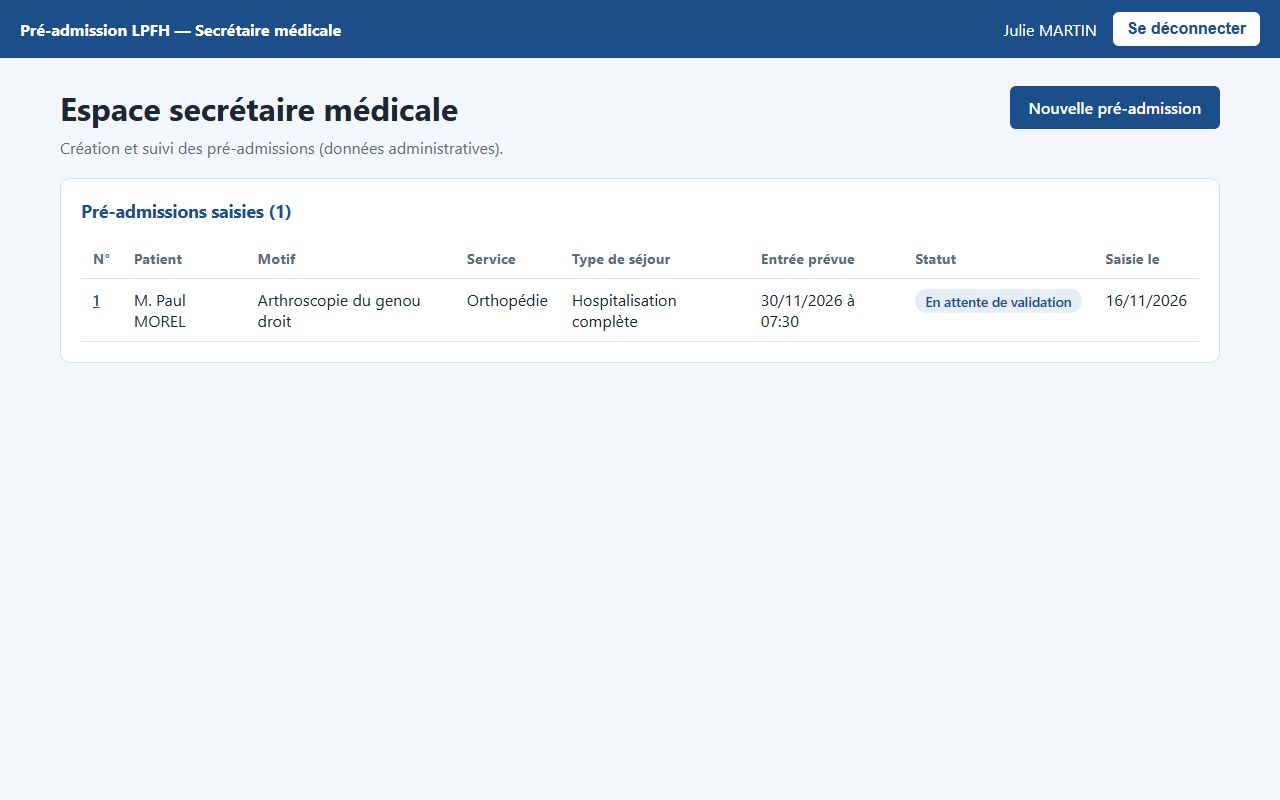 Pré-admission LPFH — Secrétaire médicale
Julie MARTIN
Se déconnecter
Espace secrétaire médicale
Nouvelle pré-admission
Création et suivi des pré-admissions (données administratives).
Pré-admissions saisies (1)
N° Patient Motif Service Type de séjour Entrée prévue Statut Saisie le
1 M. Paul Arthroscopie du genou Orthopédie Hospitalisation 30/11/2026 à En attente de validation 16/11/2026
MOREL droit complète 07:30